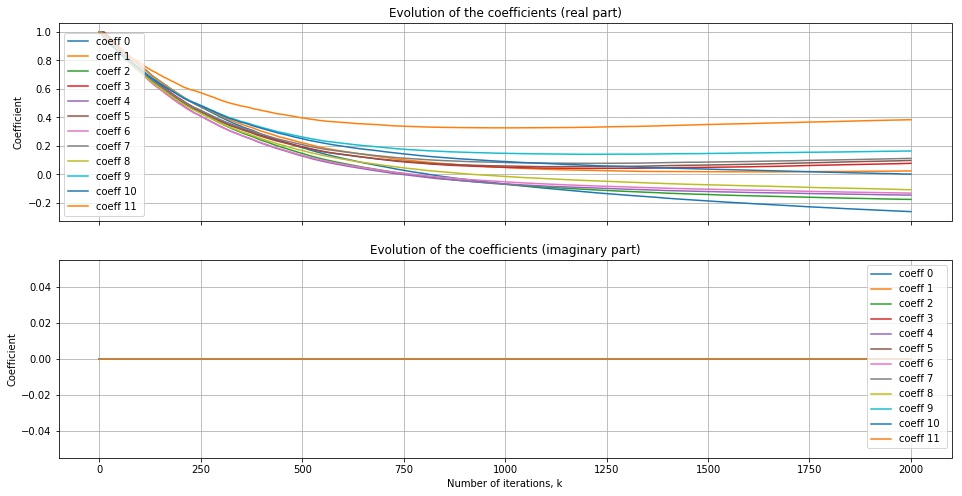 Evolution of the coefficients (real part)
Coefficient
1.0
0.8
0.6
0.4
0.2
0.0
−0.2
coeff 0
coeff 1
coeff 2
coeff 3
coeff 4
coeff 5
coeff 6
coeff 7
coeff 8
coeff 9
coeff 10
coeff 11
Evolution of the coefficients (imaginary part)
Coefficient
0.04
0.02
0.00
−0.02
−0.04
coeff 0
coeff 1
coeff 2
coeff 3
coeff 4
coeff 5
coeff 6
coeff 7
coeff 8
coeff 9
coeff 10
coeff 11
0 250 500 750 1000 1250 1500 1750 2000
Number of iterations, k